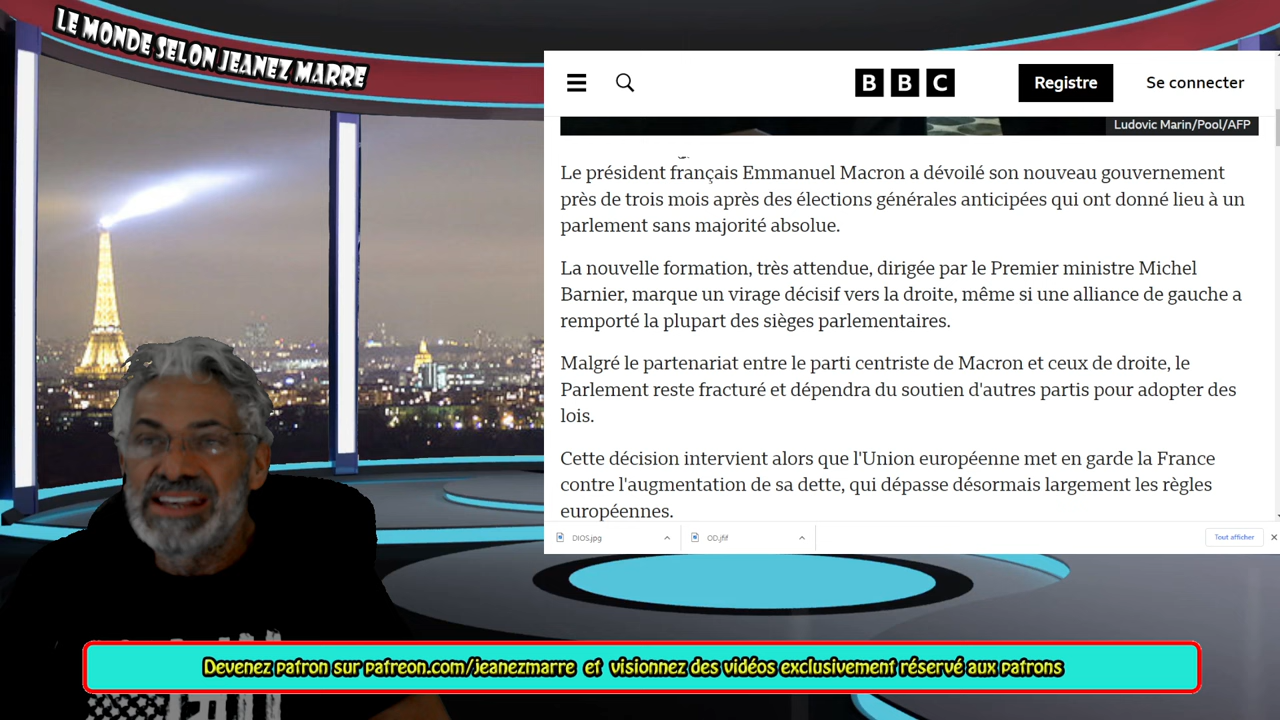 LE MONDE SELON JEANEZ MARRE
BBC
Registre
Se connecter
Ludovic Marin/Pool/AFP
Le président français Emmanuel Macron a dévoilé son nouveau gouvernement
près de trois mois après des élections générales anticipées qui ont donné lieu à un
parlement sans majorité absolue.
La nouvelle formation, très attendue, dirigée par le Premier ministre Michel
Barnier, marque un virage décisif vers la droite, même si une alliance de gauche a
remporté la plupart des sièges parlementaires.
Malgré le partenariat entre le parti centriste de Macron et ceux de droite, le
Parlement reste fracturé et dépendra du soutien d'autres partis pour adopter des
lois.
Cette décision intervient alors que l'Union européenne met en garde la France
contre l'augmentation de sa dette, qui dépasse désormais largement les règles
européennes.
DIOS.jpg
OD.jfif
Tout afficher
Devenez patron sur patreon.com/jeanezmarre et visionnez des vidéos exclusivement réservé aux patrons